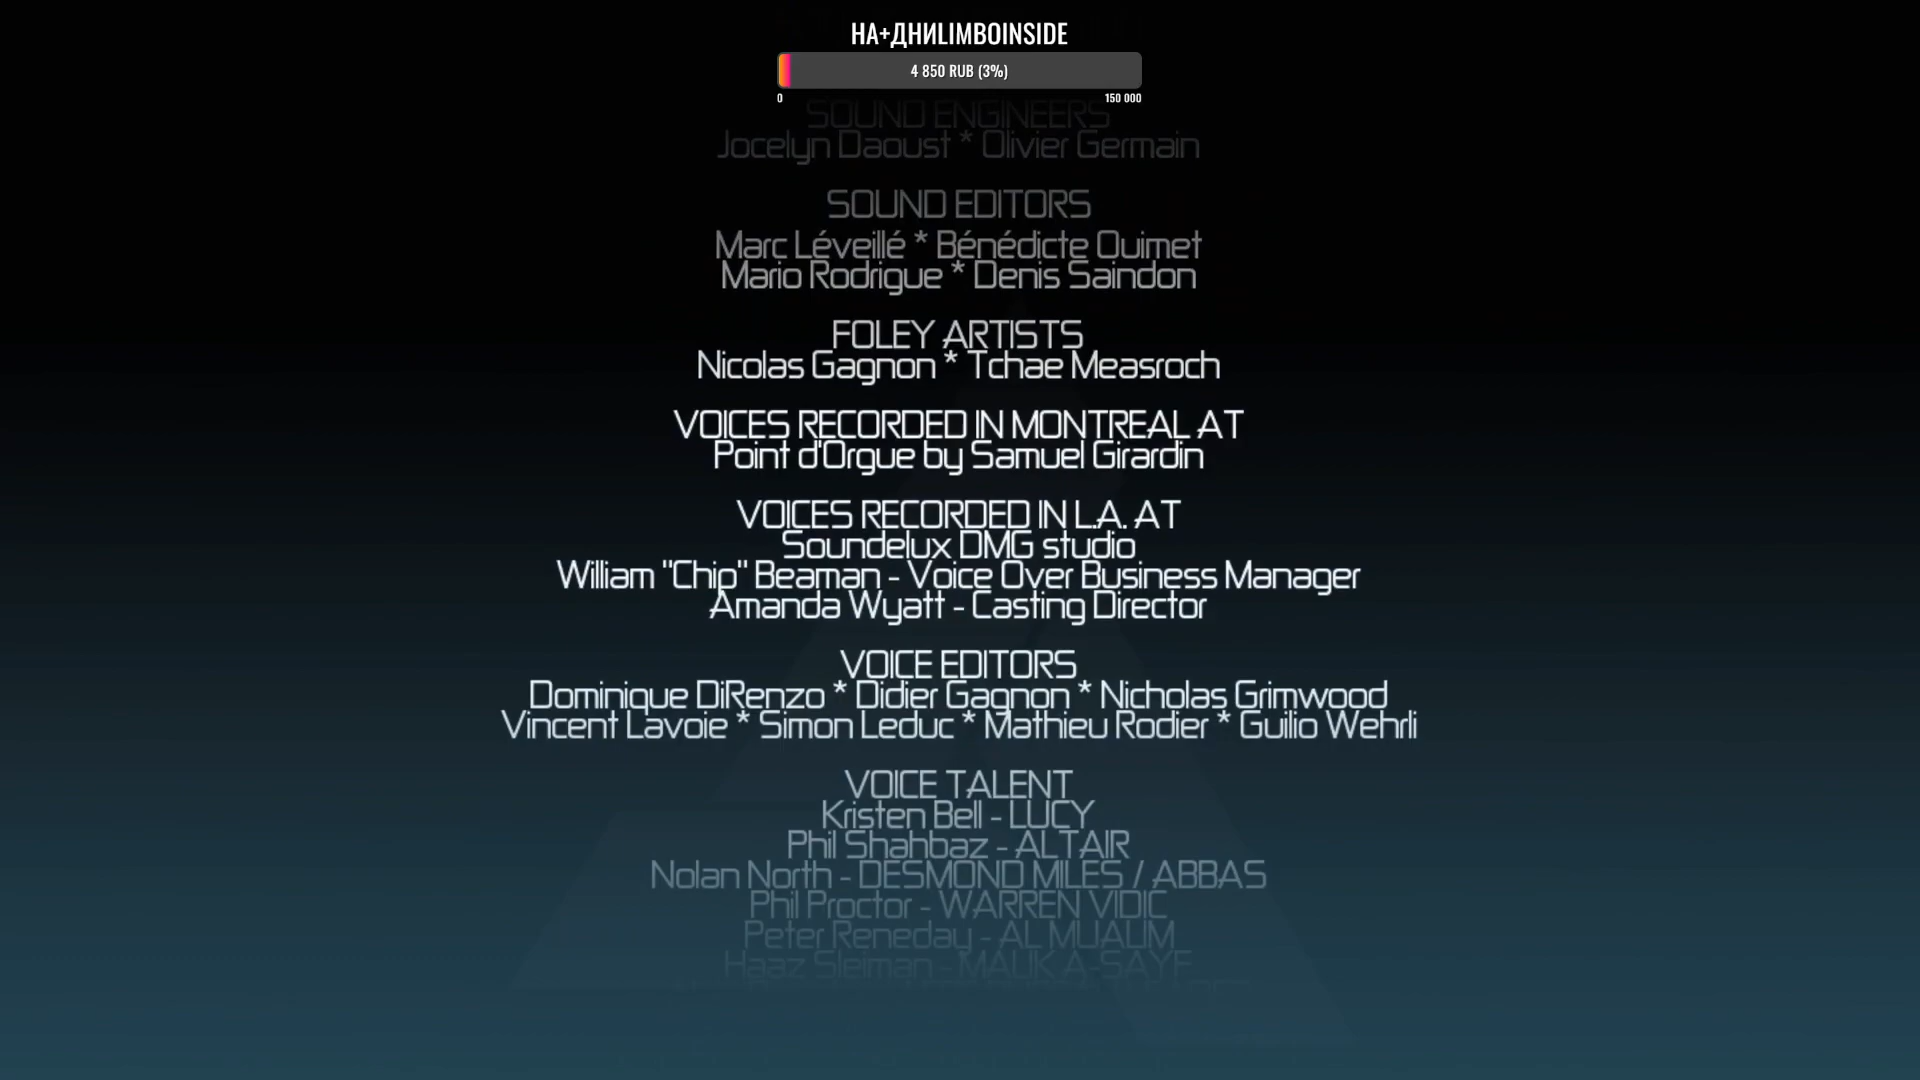 НА+ДНИLIMBOINSIDE
4 850 RUB (3%)
0
150 000
SOUND ENGINEERS
Jocelyn Daoust * Olivier Germain
SOUND EDITORS
Marc Léveillé * Bénédicte Ouimet
Mario Rodrigue * Denis Saindon
FOLEY ARTISTS
Nicolas Gagnon * Tchae Measroch
VOICES RECORDED IN MONTREAL AT
Point d'Orgue by Samuel Girardin
VOICES RECORDED IN L.A. AT
Soundelux DMG studio
William "Chip" Beaman - Voice Over Business Manager
Amanda Wyatt - Casting Director
VOICE EDITORS
Dominique DiRenzo * Didier Gagnon * Nicholas Grimwood
Vincent Lavoie * Simon Leduc * Mathieu Rodier * Guilio Wehrli
VOICE TALENT
Kristen Bell - LUCY
Phil Shahbaz - ALTAIR
Nolan North - DESMOND MILES / ABBAS
Phil Proctor - WARREN VIDIC
Peter Reneday - AL MUALIM
Haaz Sleiman - MALIK A-SAYF